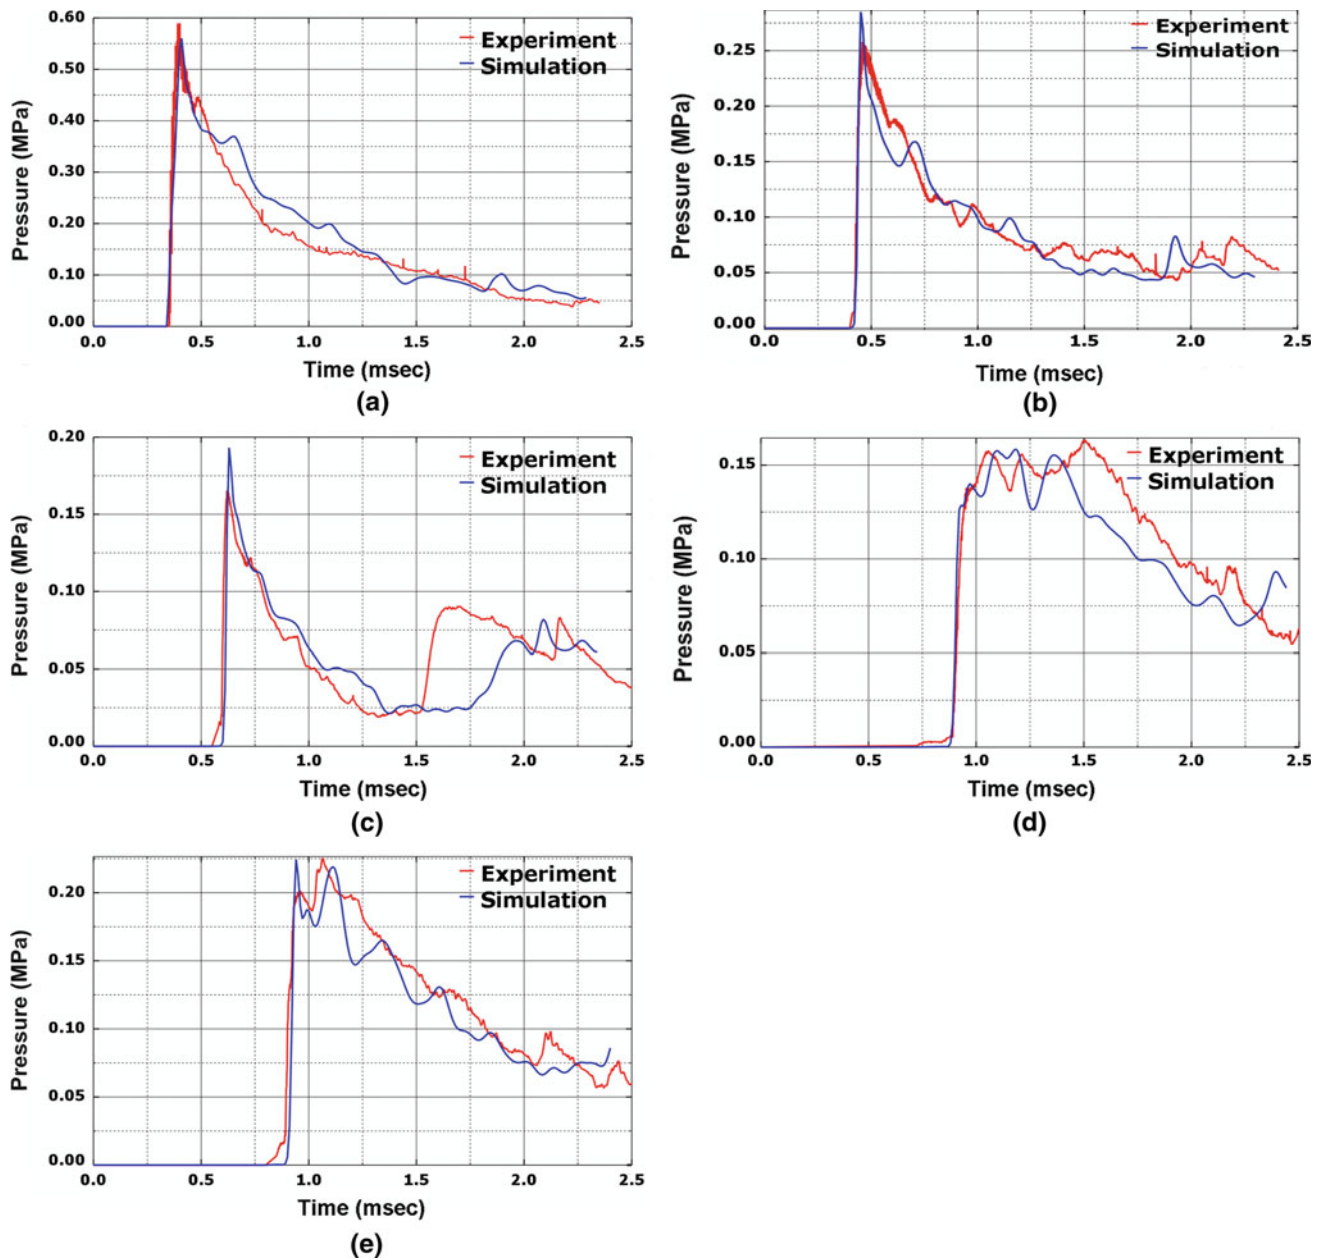 0.60
0.50
0.40
0.30
0.20
0.10
0.00
Pressure (MPa)
Experiment
Simulation
0.0 0.5 1.0 1.5 2.0 2.5
Time (msec)
(a)
0.25
0.20
0.15
0.10
0.05
0.00
Pressure (MPa)
Experiment
Simulation
0.0 0.5 1.0 1.5 2.0 2.5
Time (msec)
(b)
0.20
0.15
0.10
0.05
0.00
Pressure (MPa)
Experiment
Simulation
0.0 0.5 1.0 1.5 2.0 2.5
Time (msec)
(c)
0.15
0.10
0.05
0.00
Pressure (MPa)
Experiment
Simulation
0.0 0.5 1.0 1.5 2.0 2.5
Time (msec)
(d)
0.20
0.15
0.10
0.05
0.00
Pressure (MPa)
Experiment
Simulation
0.0 0.5 1.0 1.5 2.0 2.5
Time (msec)
(e)